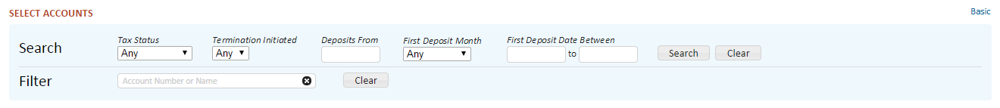 SELECT ACCOUNTS Basic
Tax Status Termination Initiated Deposits From First Deposit Month First Deposit Date Between
Search Any Any Any to Search Clear
Filter Account Number or Name Clear